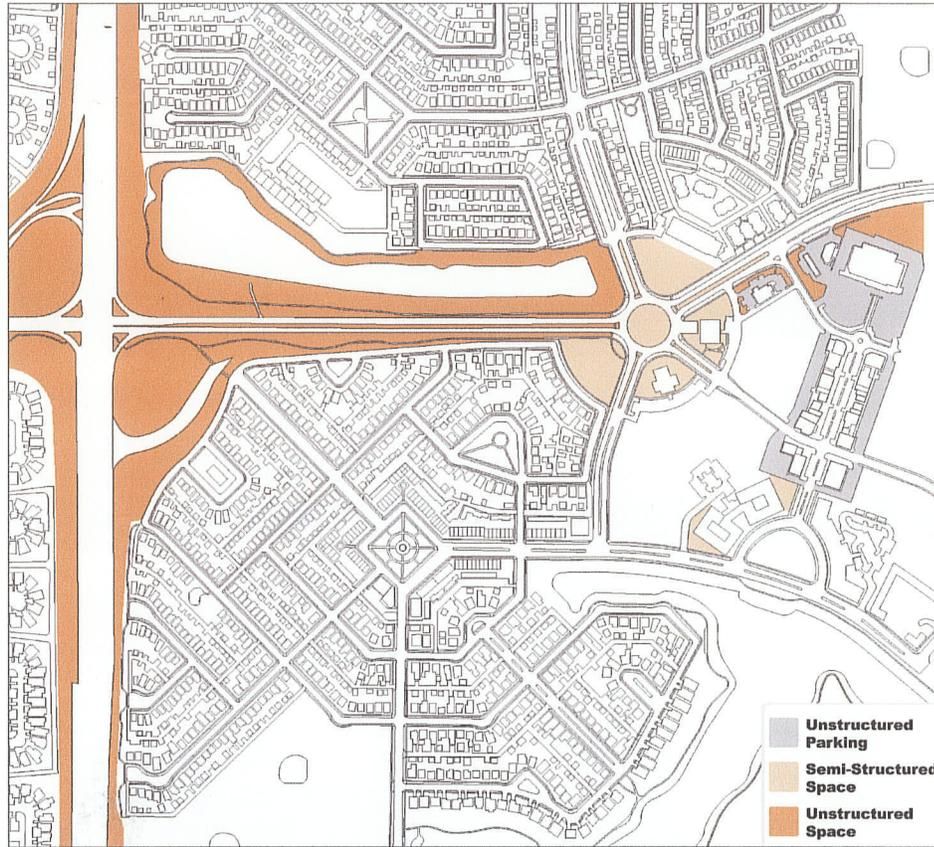 Unstructured
Parking
Semi-Structured
Space
Unstructured
Space